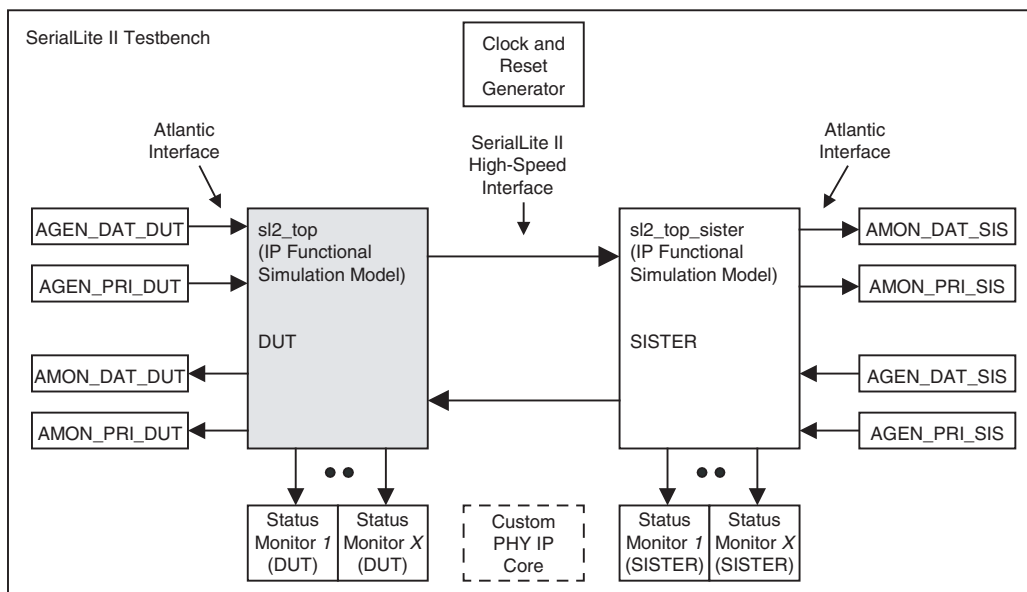 SerialLite II Testbench
Clock and
Reset
Generator
Atlantic
Interface
SerialLite II
High-Speed
Interface
Atlantic
Interface
AGEN_DAT_DUT
AGEN_PRI_DUT
AMON_DAT_DUT
AMON_PRI_DUT
sl2_top
(IP Functional
Simulation Model)
DUT
sl2_top_sister
(IP Functional
Simulation Model)
SISTER
AMON_DAT_SIS
AMON_PRI_SIS
AGEN_DAT_SIS
AGEN_PRI_SIS
Status
Monitor 1
(DUT)
Status
Monitor X
(DUT)
Custom
PHY IP
Core
Status
Monitor 1
(SISTER)
Status
Monitor X
(SISTER)